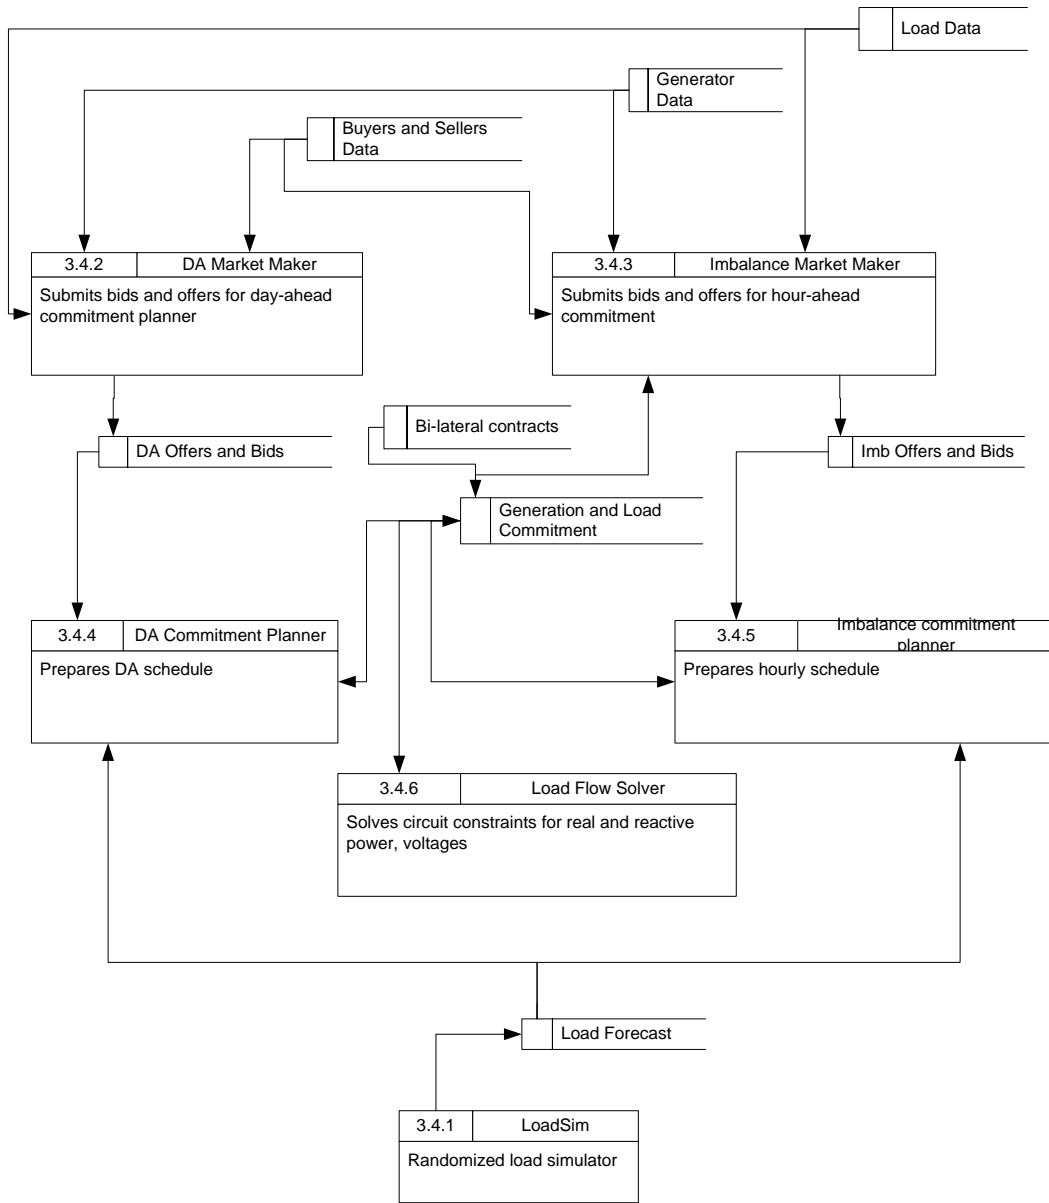 Load Data
Generator
Data
Buyers and Sellers
Data
3.4.2
DA Market Maker
Submits bids and offers for day-ahead
commitment planner
3.4.3
Imbalance Market Maker
Submits bids and offers for hour-ahead
commitment
Bi-lateral contracts
DA Offers and Bids
Imb Offers and Bids
Generation and Load
Commitment
3.4.4
DA Commitment Planner
Prepares DA schedule
3.4.5
Imbalance commitment
planner
Prepares hourly schedule
3.4.6
Load Flow Solver
Solves circuit constraints for real and reactive
power, voltages
Load Forecast
3.4.1
LoadSim
Randomized load simulator